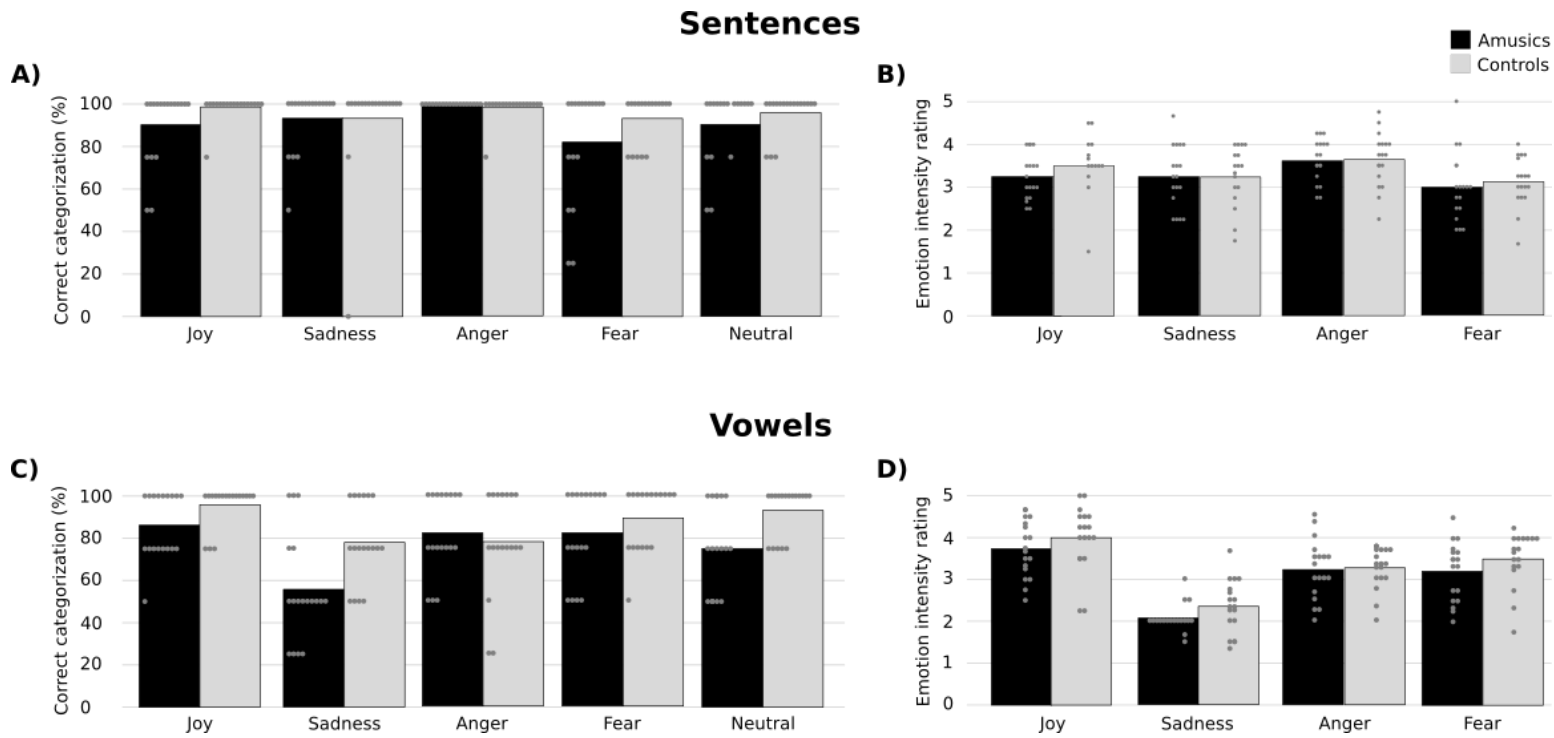 Sentences
Amusics
Controls
A)
Correct categorization (%)
100
80
60
40
20
0
Joy Sadness Anger Fear Neutral
B)
Emotion intensity rating
5
4
3
2
1
0
Joy Sadness Anger Fear
Vowels
C)
Correct categorization (%)
100
80
60
40
20
0
Joy Sadness Anger Fear Neutral
D)
Emotion intensity rating
5
4
3
2
1
0
Joy Sadness Anger Fear